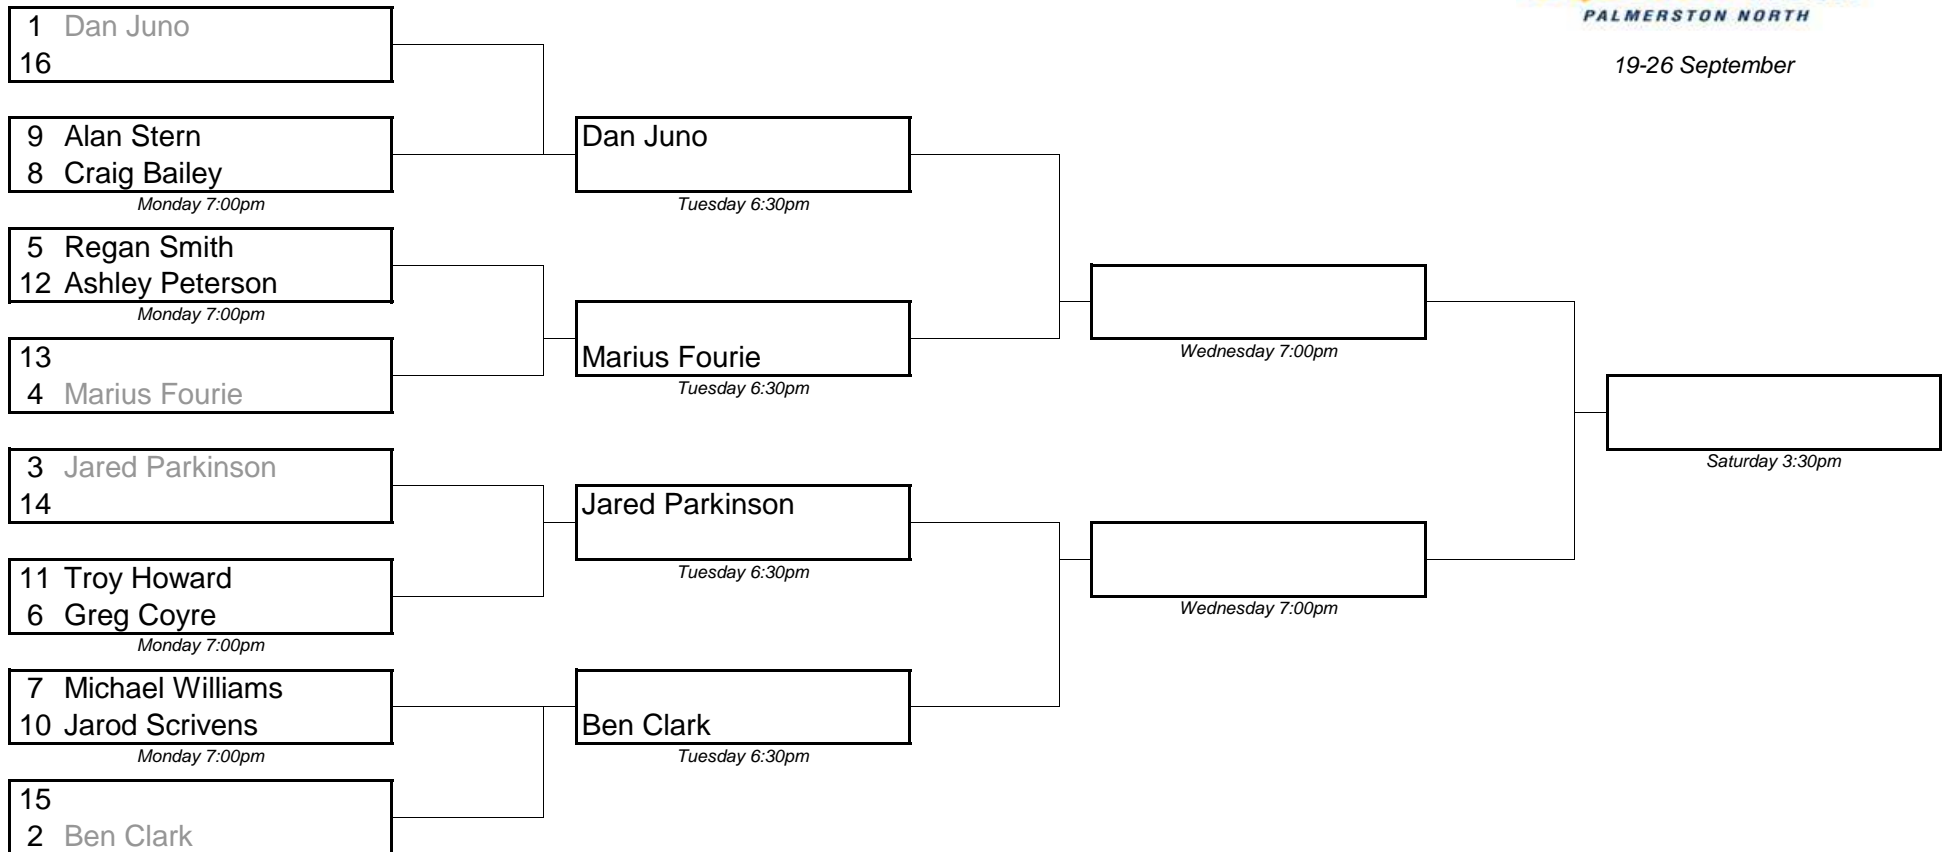 PALMERSTON NORTH
19-26 September
1 Dan Juno
16
9 Alan Stern
8 Craig Bailey
Monday 7:00pm
5 Regan Smith
12 Ashley Peterson
Monday 7:00pm
13
4 Marius Fourie
3 Jared Parkinson
14
11 Troy Howard
6 Greg Coyre
Monday 7:00pm
7 Michael Williams
10 Jarod Scrivens
Monday 7:00pm
15
2 Ben Clark
Dan Juno
Tuesday 6:30pm
Marius Fourie
Tuesday 6:30pm
Jared Parkinson
Tuesday 6:30pm
Ben Clark
Tuesday 6:30pm
Wednesday 7:00pm
Wednesday 7:00pm
Saturday 3:30pm